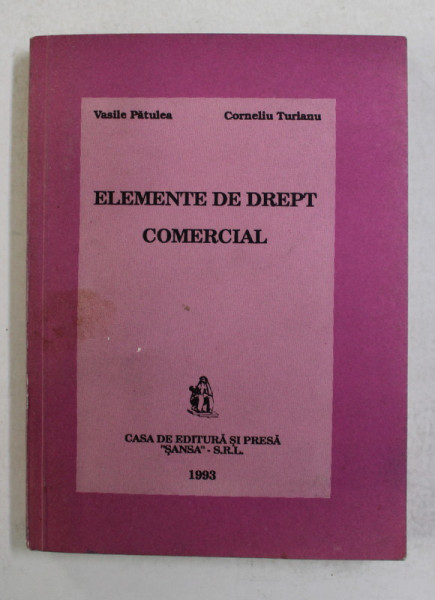 Vasile Pătulea Corneliu Turianu
ELEMENTE DE DREPT
COMERCIAL
CASA DE EDITURĂ ȘI PRESĂ
"ȘANSA" - S.R.L.
1993